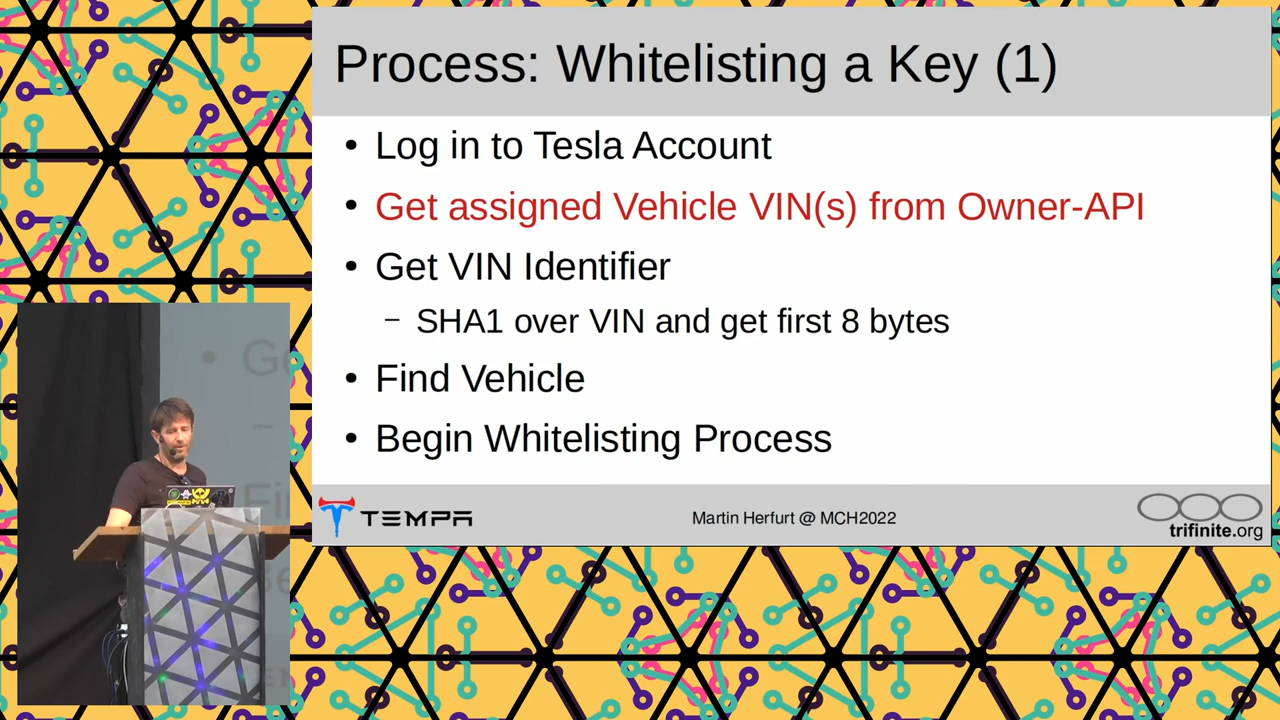 Process: Whitelisting a Key (1)
• Log in to Tesla Account
• Get assigned Vehicle VIN(s) from Owner-API
• Get VIN Identifier
– SHA1 over VIN and get first 8 bytes
• Find Vehicle
• Begin Whitelisting Process
TEMPA
Martin Herfurt @ MCH2022
trifinite.org